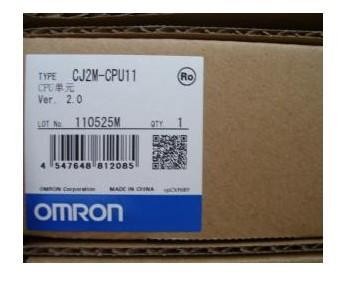 TYPE CJ2M-CPU11
CPU单元
Ver. 2.0
Ro
LOT No. 110525M QTY 1
4 547648 812085
OMRON Corporation MADE IN CHINA
OMRON